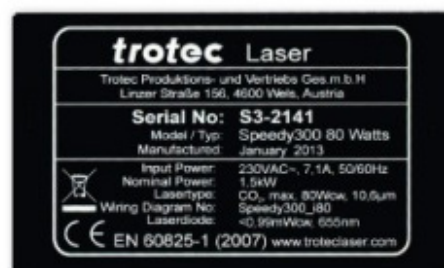 trotec Laser
Trotec Produktions- und Vertriebs Ges.m.b.H
Linzer Straße 156, 4600 Wels, Austria
Serial No: S3-2141
Model / Typ: Speedy300 80 Watts
Manufactured: January 2013
Input Power: 230VAC~, 7,1A, 50/60Hz
Nominal Power: 1.5kW
Lasertype: CO₂, max. 80Wcw, 10,6µm
Wiring Diagram No: Speedy300_i80
Laserdiode: <0,99mWcw, 655nm
CE EN 60825-1 (2007) www.troteclaser.com